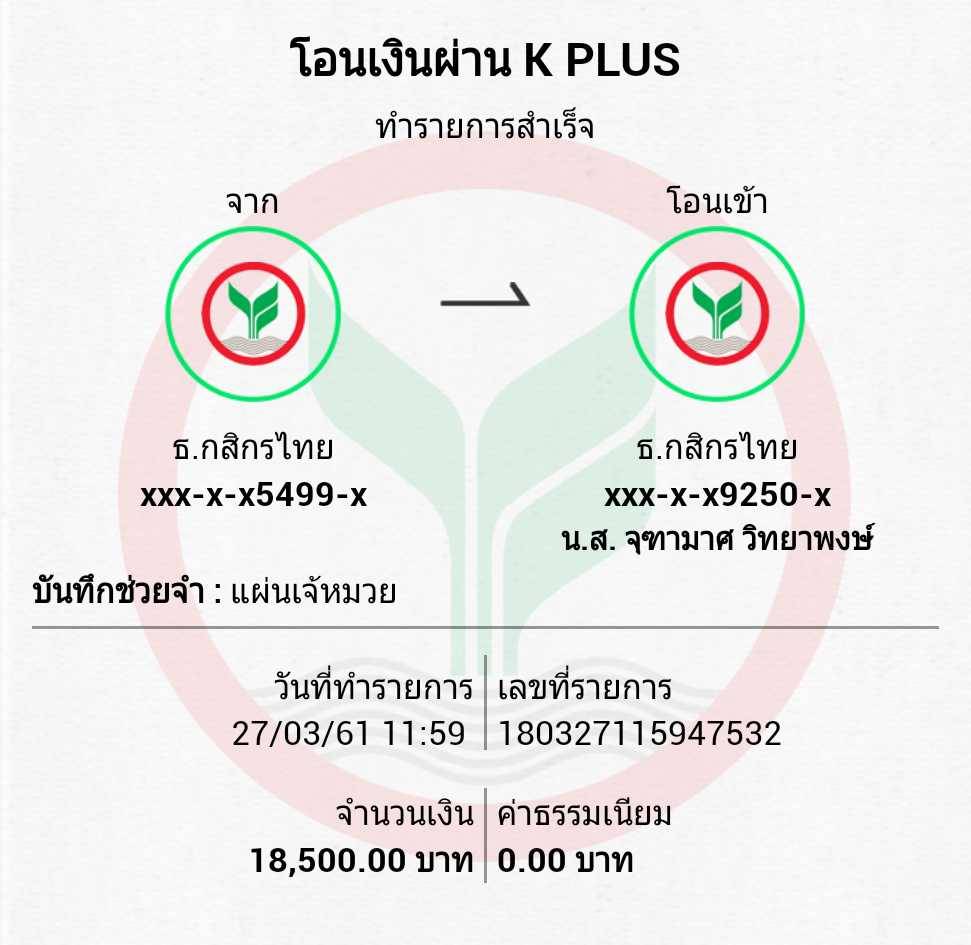 โอนเงินผ่าน K PLUS
ทำรายการสำเร็จ
จาก
โอนเข้า
ธ.กสิกรไทย
xxx-x-x5499-x
ธ.กสิกรไทย
xxx-x-x9250-x
น.ส. จุฑามาศ วิทยาพงษ์
บันทึกช่วยจำ : แผ่นเจ้หมวย
วันที่ทำรายการ
27/03/61 11:59
เลขที่รายการ
180327115947532
จำนวนเงิน
18,500.00 บาท
ค่าธรรมเนียม
0.00 บาท